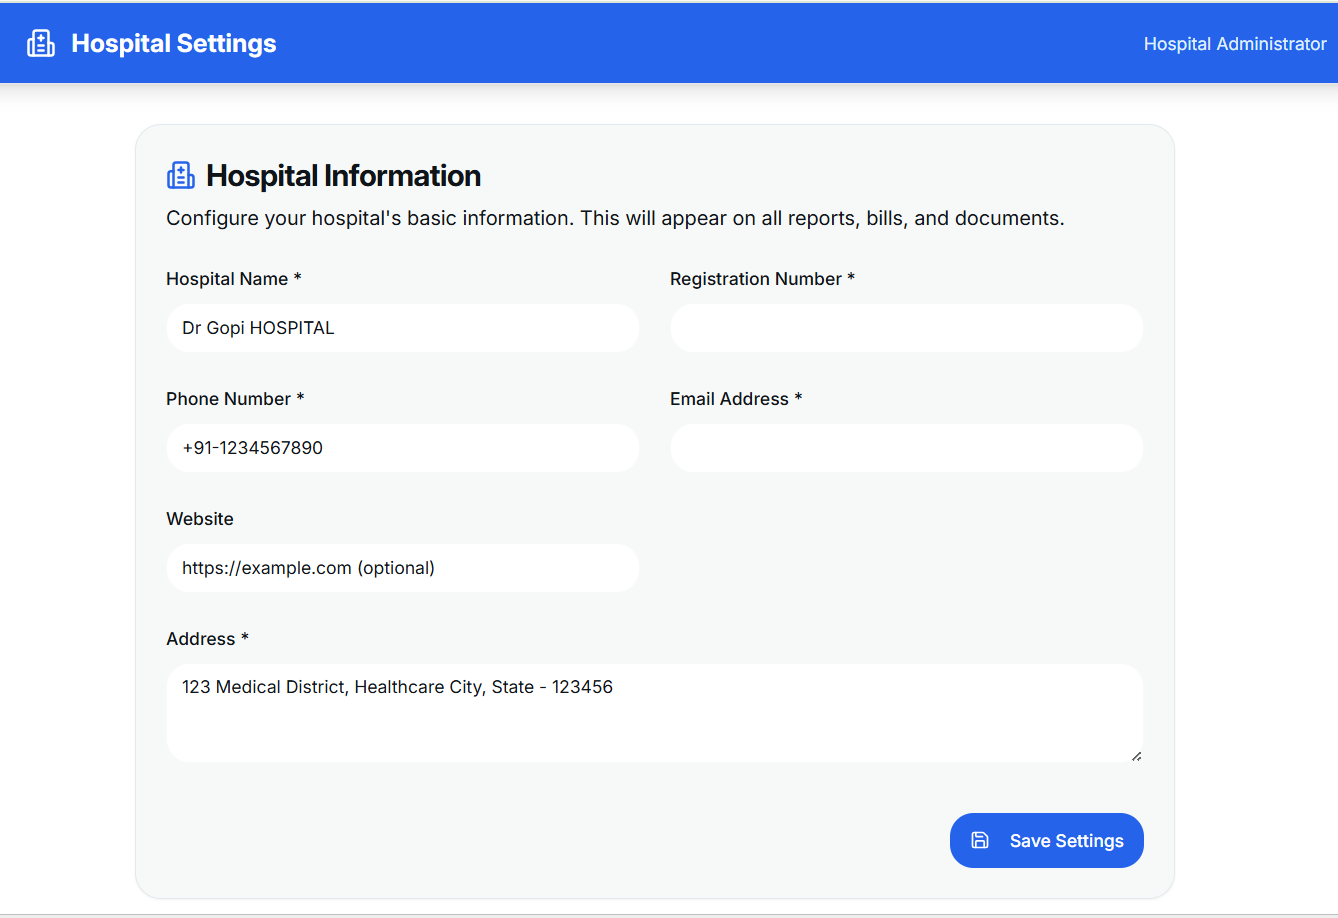 Hospital Settings
Hospital Administrator
Hospital Information
Configure your hospital's basic information. This will appear on all reports, bills, and documents.
Hospital Name *
Registration Number *
Dr Gopi HOSPITAL
Phone Number *
Email Address *
+91-1234567890
Website
https://example.com (optional)
Address *
123 Medical District, Healthcare City, State - 123456
Save Settings